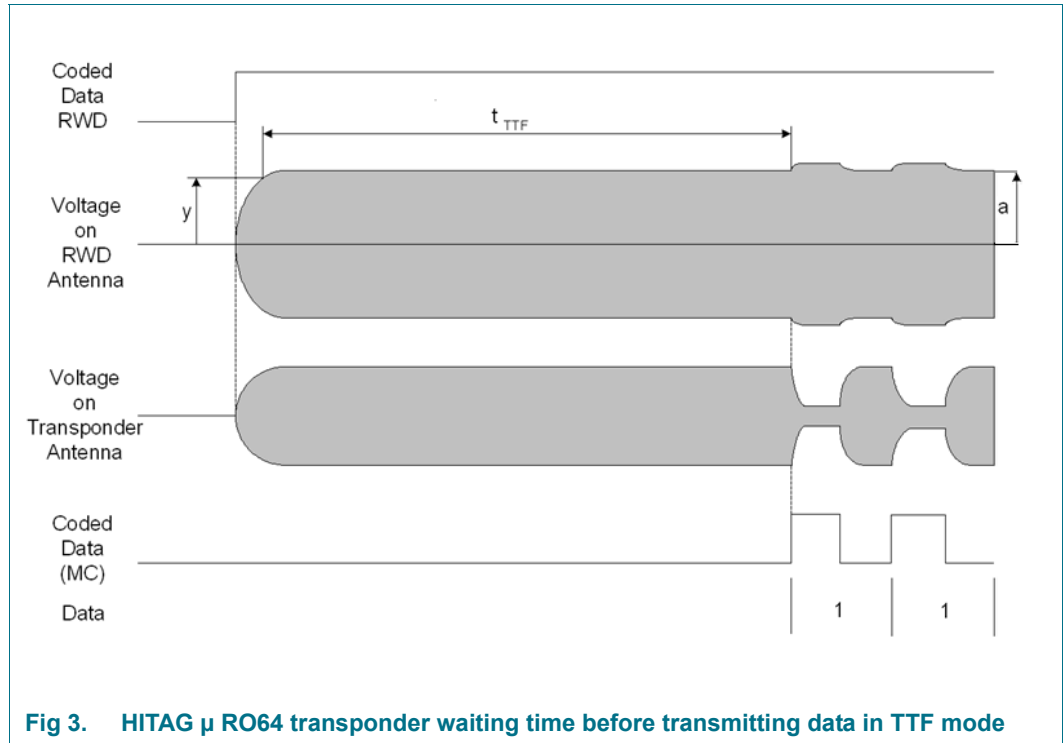 Coded
Data
RWD
t TTF
y
a
Voltage
on
RWD
Antenna
Voltage
on
Transponder
Antenna
Coded
Data
(MC)
Data
1
1
Fig 3. HITAG µ RO64 transponder waiting time before transmitting data in TTF mode